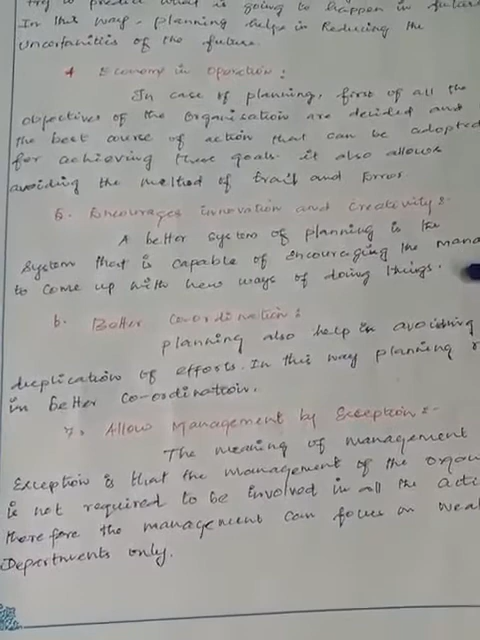 try to predict what is going to happen in future
In that way, planning helps in Reducing the
Uncertanities of the future.
4 Economy in Operation:
In case of planning, first of all the
objectives of the Organisation are decided and
the best course of action that can be adopted
for achieving these goals. it also allows
avoiding the method of trail and Error.
5. Encourages innovation and Creativity:-
A better system of planning is the
system that is capable of encouraging the mana
to come up with new ways of doing things.
6. Better Co-ordination:
planning also help in avoiding
duplication of efforts. In this way planning r
in better co-ordination.
7. Allow Management by Exception:-
The meaning of management
Exception is that the management of the organ
is not required to be involved in all the acti
therefore the management can focus on weak
Departments only.